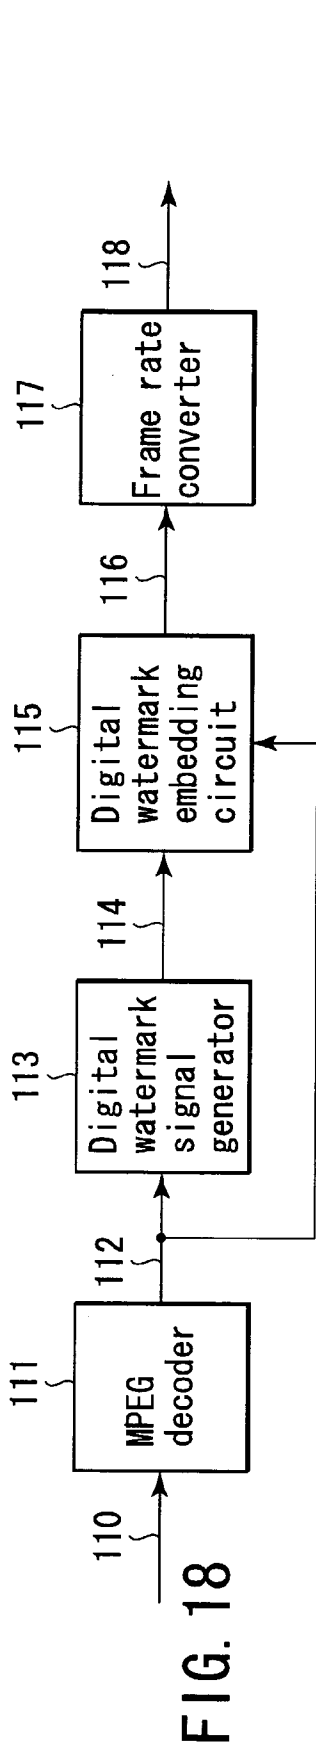 FIG. 18
110
111
MPEG
decoder
112
113
Digital
watermark
signal
generator
114
115
Digital
watermark
embedding
circuit
116
117
Frame rate
converter
118